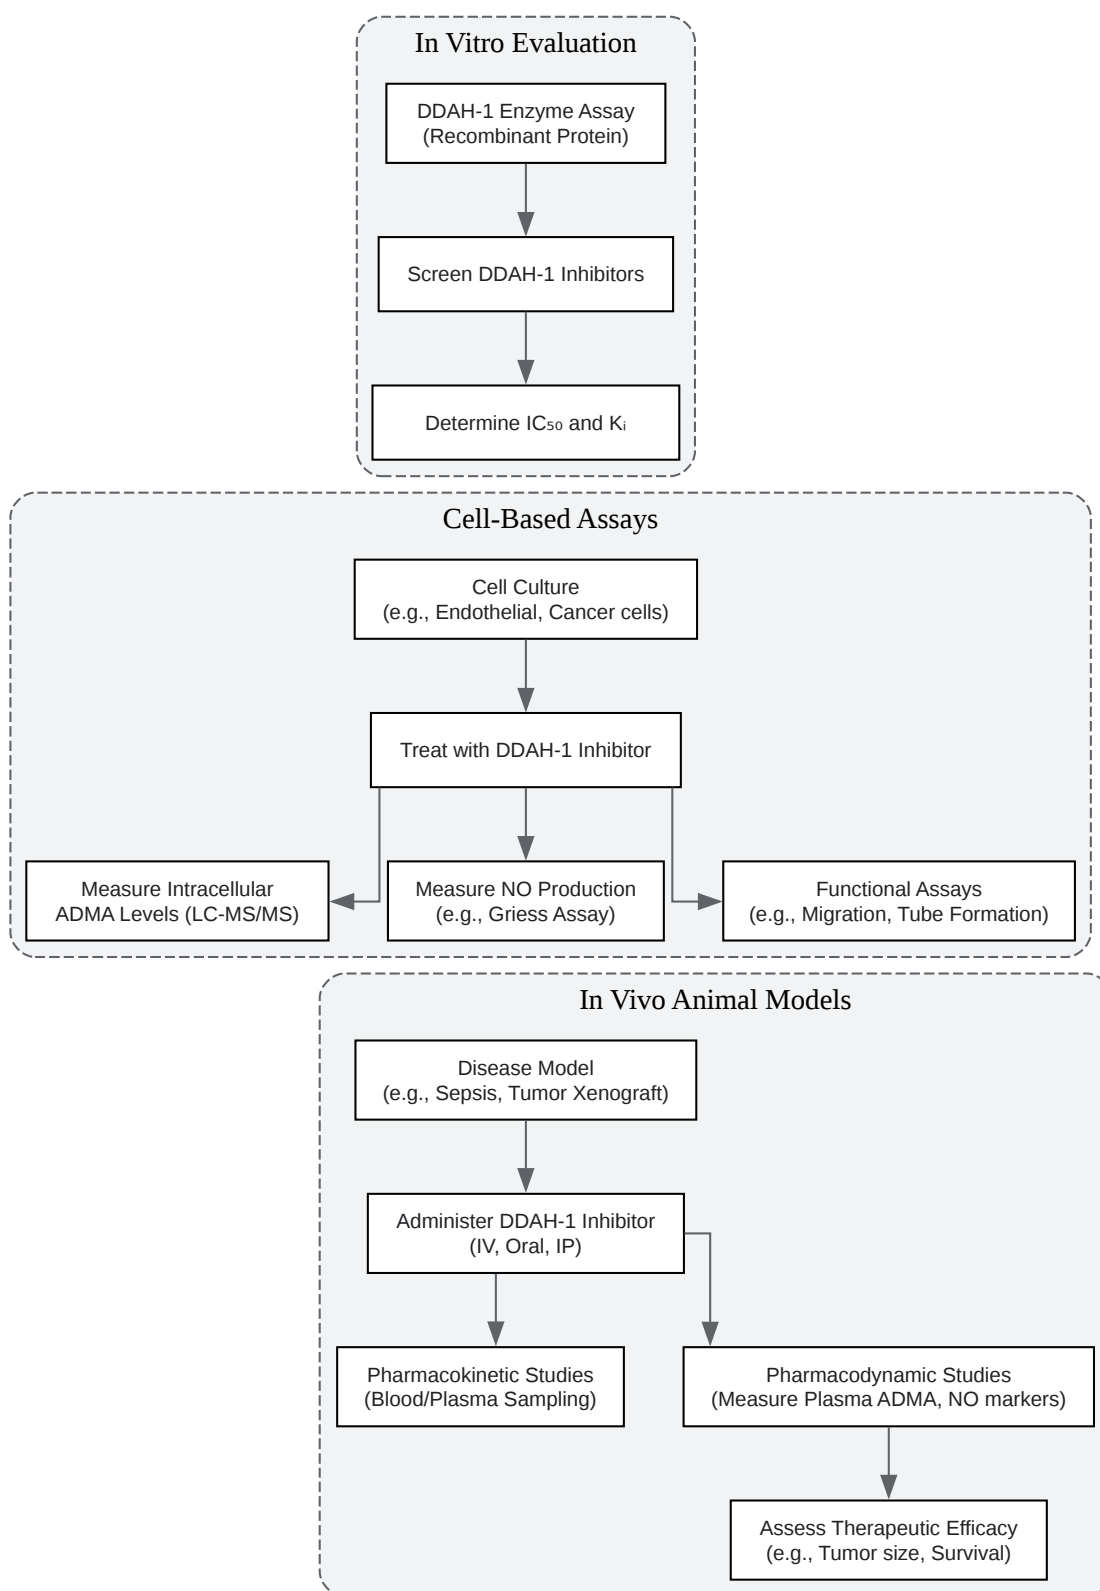 In Vitro Evaluation
DDAH-1 Enzyme Assay
(Recombinant Protein)
Screen DDAH-1 Inhibitors
Determine IC₅₀ and Kᵢ
Cell-Based Assays
Cell Culture
(e.g., Endothelial, Cancer cells)
Treat with DDAH-1 Inhibitor
Measure Intracellular
ADMA Levels (LC-MS/MS)
Measure NO Production
(e.g., Griess Assay)
Functional Assays
(e.g., Migration, Tube Formation)
In Vivo Animal Models
Disease Model
(e.g., Sepsis, Tumor Xenograft)
Administer DDAH-1 Inhibitor
(IV, Oral, IP)
Pharmacokinetic Studies
(Blood/Plasma Sampling)
Pharmacodynamic Studies
(Measure Plasma ADMA, NO markers)
Assess Therapeutic Efficacy
(e.g., Tumor size, Survival)